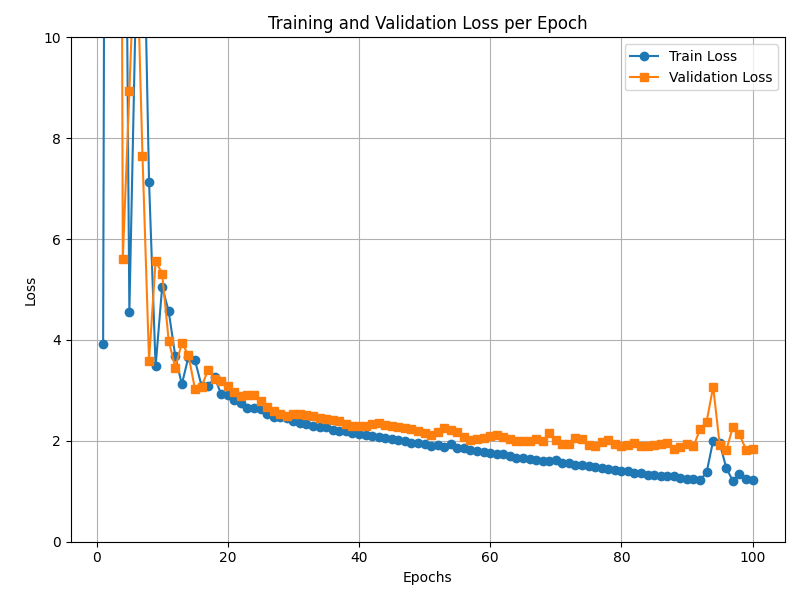 Training and Validation Loss per Epoch
10
8
6
4
2
0
Loss
Train Loss
Validation Loss
0 20 40 60 80 100
Epochs